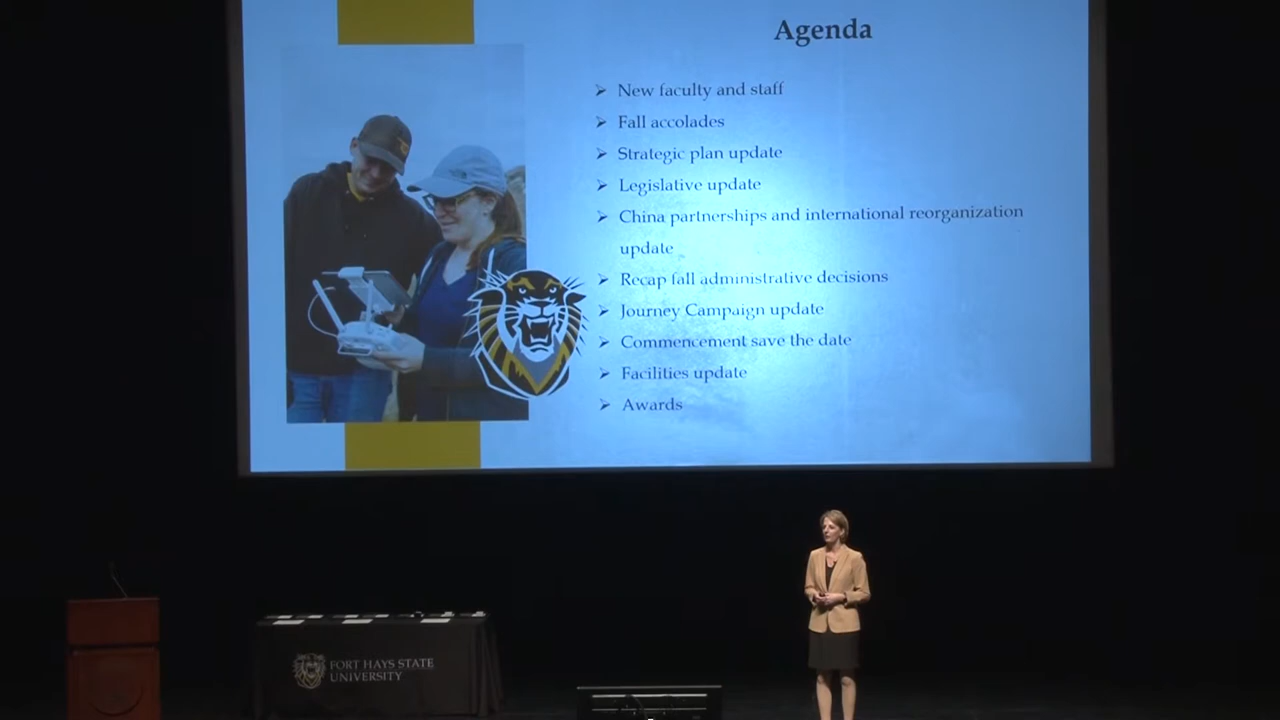 Agenda
New faculty and staff
Fall accolades
Strategic plan update
Legislative update
China partnerships and international reorganization
update
Recap fall administrative decisions
Journey Campaign update
Commencement save the date
Facilities update
Awards
FORT HAYS STATE
UNIVERSITY